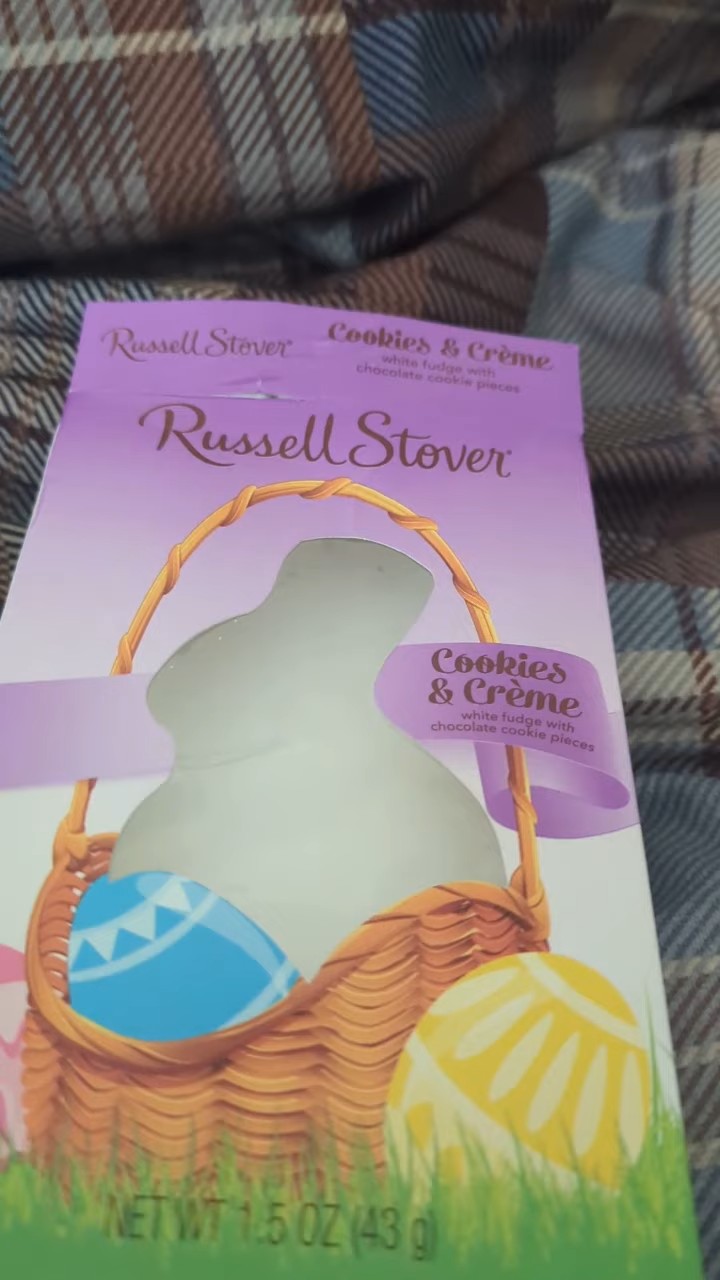 Russell Stover
Cookies & Crème
white fudge with
chocolate cookie pieces
Russell Stover
Cookies
& Crème
white fudge with
chocolate cookie pieces
NET WT 1.5 OZ (43 g)